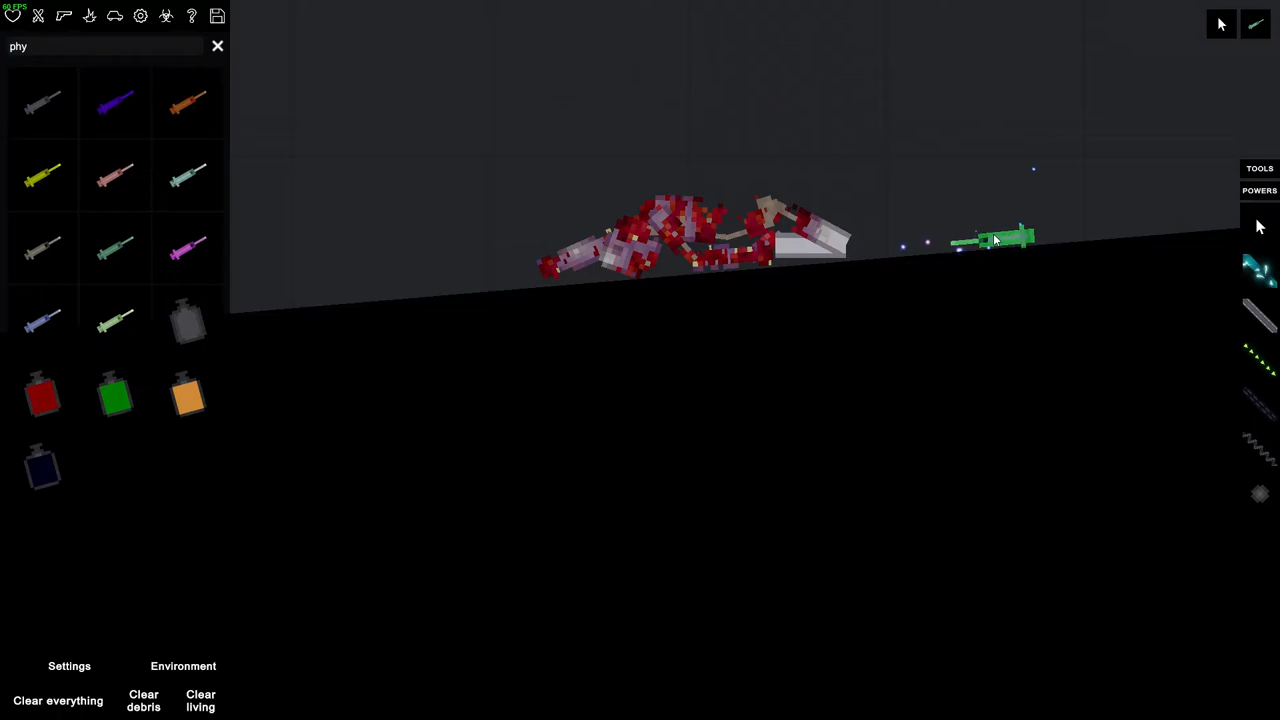 60 FPS
phy
TOOLS
POWERS
Settings
Environment
Clear everything
Clear debris
Clear living